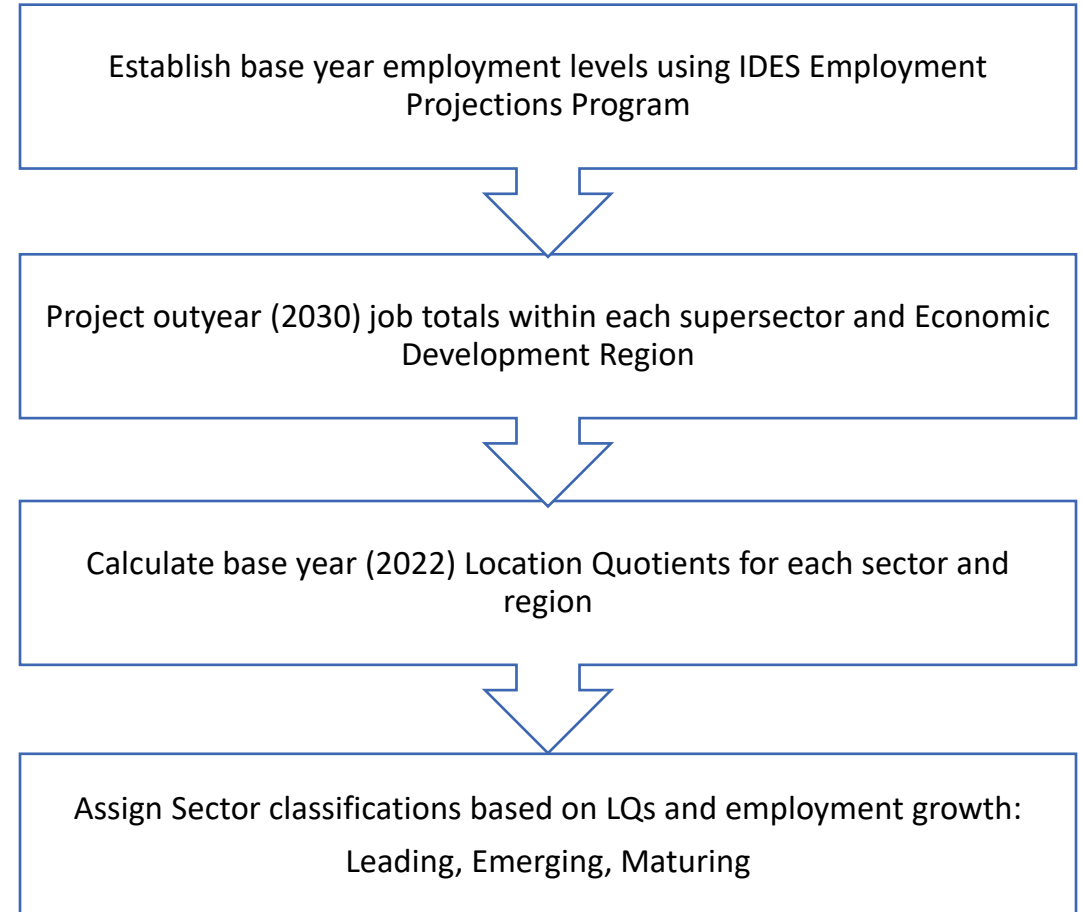 Establish base year employment levels using IDES Employment
Projections Program
Project outyear (2030) job totals within each supersector and Economic
Development Region
Calculate base year (2022) Location Quotients for each sector and
region
Assign Sector classifications based on LQs and employment growth:
Leading, Emerging, Maturing